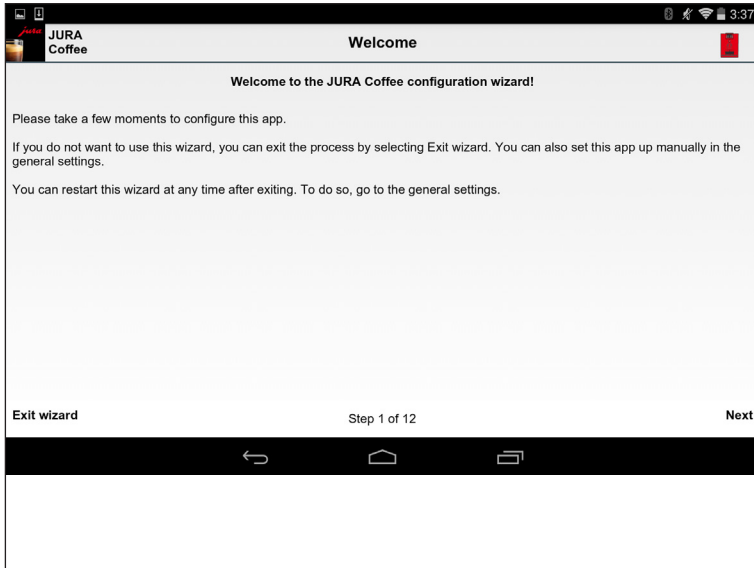 3:37
jura
JURA
Coffee
Welcome
Welcome to the JURA Coffee configuration wizard!
Please take a few moments to configure this app.
If you do not want to use this wizard, you can exit the process by selecting Exit wizard. You can also set this app up manually in the
general settings.
You can restart this wizard at any time after exiting. To do so, go to the general settings.
Exit wizard
Step 1 of 12
Next